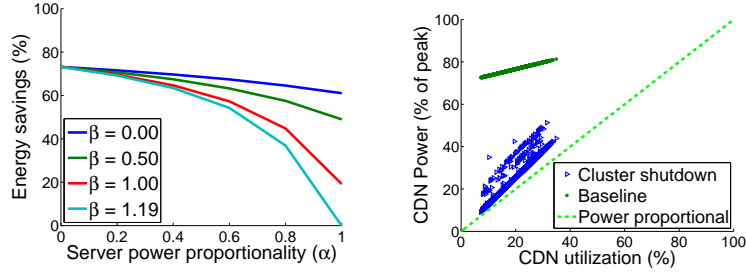 Energy savings (%)
100
80
60
40
20
0
0
0.2
0.4
0.6
0.8
1
Server power proportionality (α)
β = 0.00
β = 0.50
β = 1.00
β = 1.19
CDN Power (% of peak)
100
80
60
40
20
0
0
20
40
60
80
100
CDN utilization (%)
Cluster shutdown
Baseline
Power proportional